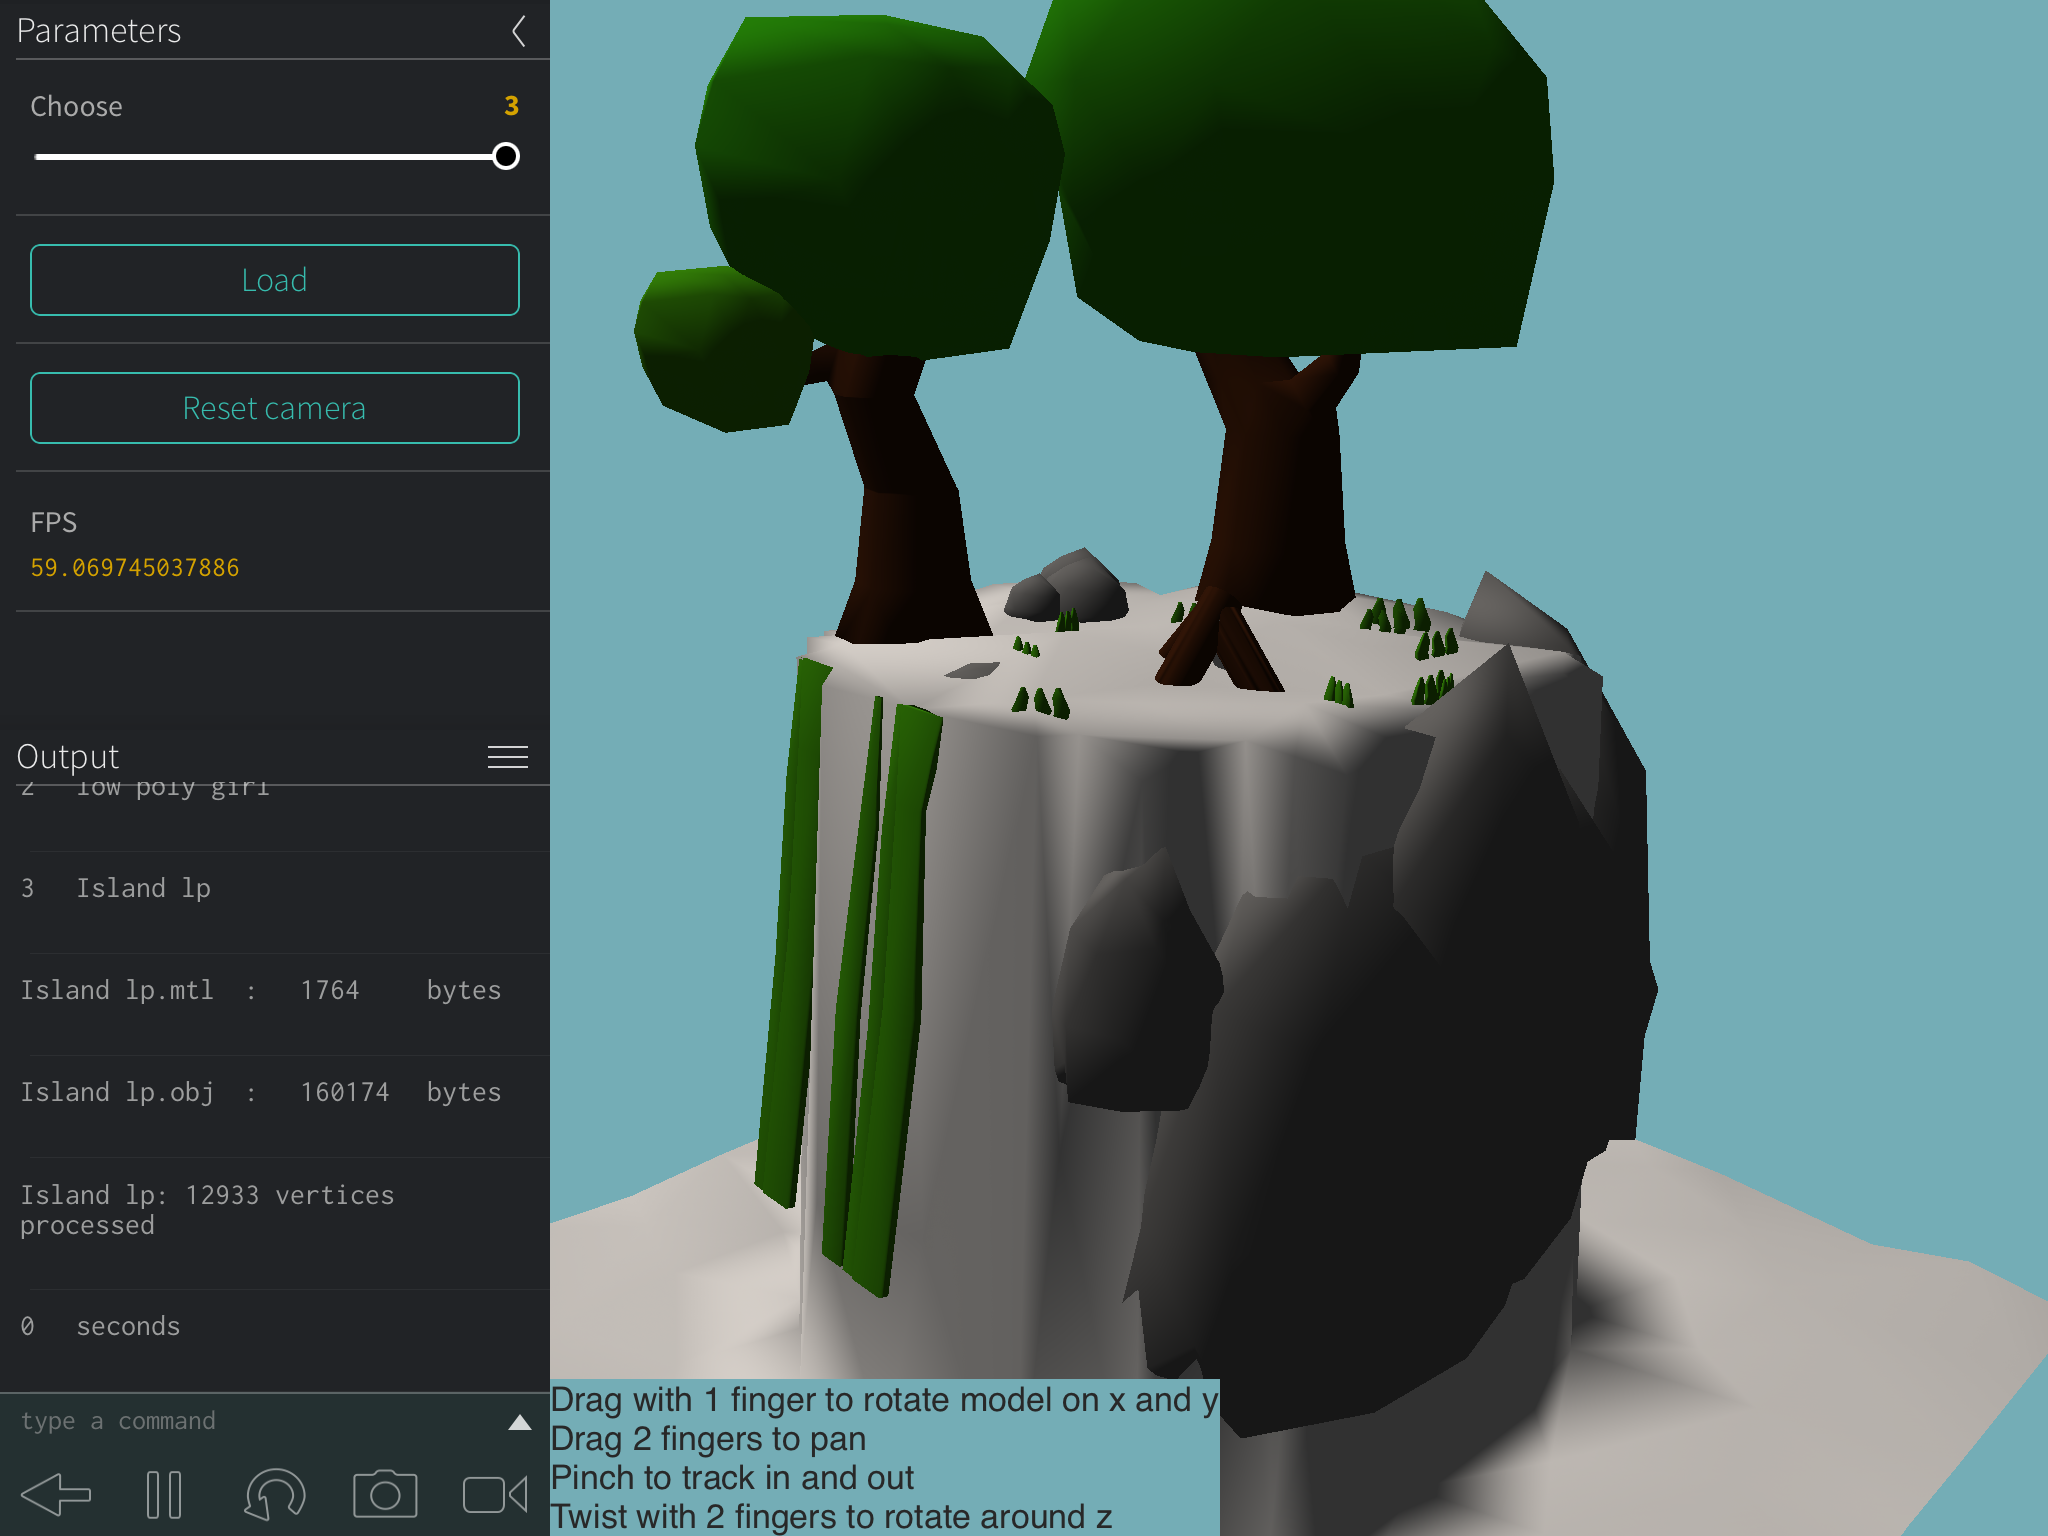 Parameters
Choose 3
Load
Reset camera
FPS
59.069745037886
Output
2 low poly girl
3 Island lp
Island lp.mtl : 1764 bytes
Island lp.obj : 160174 bytes
Island lp: 12933 vertices
processed
0 seconds
type a command
Drag with 1 finger to rotate model on x and y
Drag 2 fingers to pan
Pinch to track in and out
Twist with 2 fingers to rotate around z